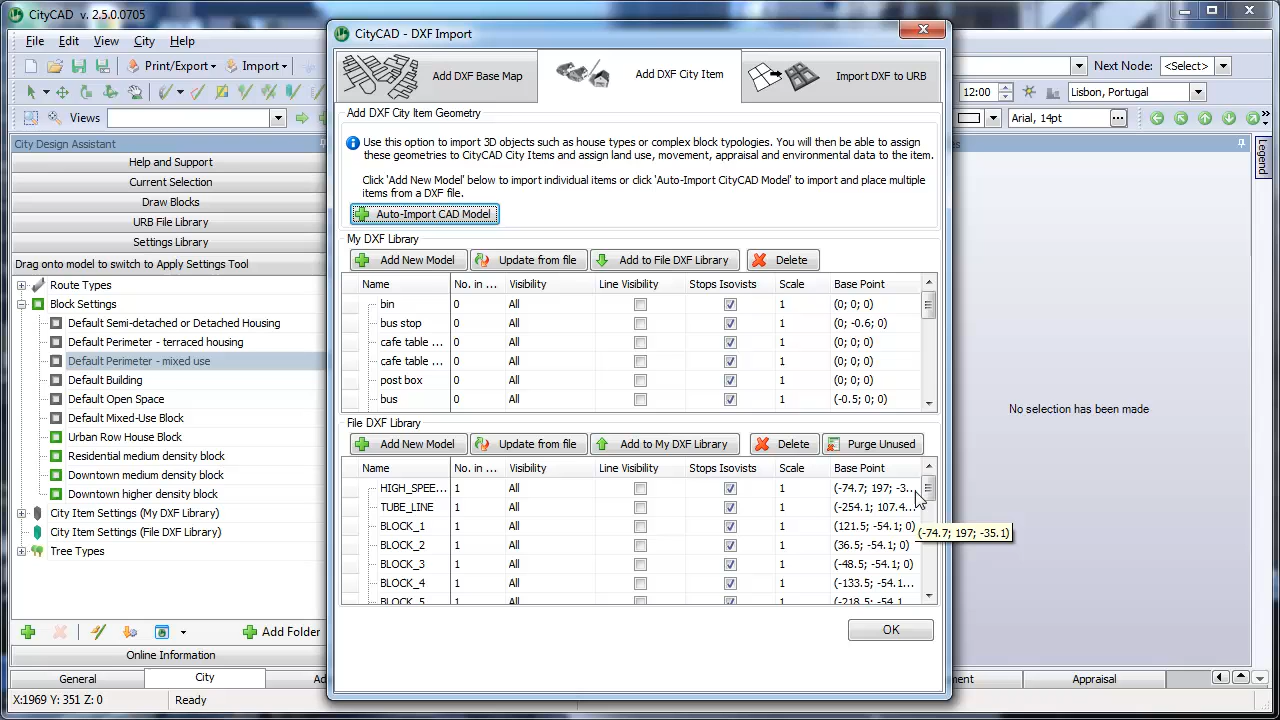 CityCAD v. 2.5.0.0705
File Edit View City Help
Print/Export Import
Next Node: <Select>
12:00 Lisbon, Portugal
Views
Arial, 14pt
City Design Assistant
Help and Support
Current Selection
Draw Blocks
URB File Library
Settings Library
Drag onto model to switch to Apply Settings Tool
Route Types
Block Settings
Default Semi-detached or Detached Housing
Default Perimeter - terraced housing
Default Perimeter - mixed use
Default Building
Default Open Space
Default Mixed-Use Block
Urban Row House Block
Residential medium density block
Downtown medium density block
Downtown higher density block
City Item Settings (My DXF Library)
City Item Settings (File DXF Library)
Tree Types
Add Folder
Online Information
General City Ad
X:1969 Y: 351 Z: 0 Ready
CityCAD - DXF Import
Add DXF Base Map Add DXF City Item Import DXF to URB
Add DXF City Item Geometry
Use this option to import 3D objects such as house types or complex block typologies. You will then be able to assign
these geometries to CityCAD City Items and assign land use, movement, appraisal and environmental data to the item.
Click 'Add New Model' below to import individual items or click 'Auto-Import CityCAD Model' to import and place multiple
items from a DXF file.
Auto-Import CAD Model
My DXF Library
Add New Model Update from file Add to File DXF Library Delete
Name No. in ... Visibility Line Visibility Stops Isovists Scale Base Point
bin 0 All 1 (0; 0; 0)
bus stop 0 All 1 (0; -0.6; 0)
cafe table ... 0 All 1 (0; 0; 0)
cafe table ... 0 All 1 (0; 0; 0)
post box 0 All 1 (0; 0; 0)
bus 0 All 1 (-0.5; 0; 0)
File DXF Library
Add New Model Update from file Add to My DXF Library Delete Purge Unused
Name No. in ... Visibility Line Visibility Stops Isovists Scale Base Point
HIGH_SPEE... 1 All 1 (-74.7; 197; -3...
TUBE_LINE 1 All 1 (-254.1; 107.4...
BLOCK_1 1 All 1 (121.5; -54.1; 0)
BLOCK_2 1 All 1 (36.5; -54.1; 0)
BLOCK_3 1 All 1 (-48.5; -54.1; 0)
BLOCK_4 1 All 1 (-133.5; -54.1...
BLOCK_5 1 All 1 (-218.5; -54.1...
(-74.7; 197; -35.1)
OK
es
No selection has been made
Legend
ment Appraisal